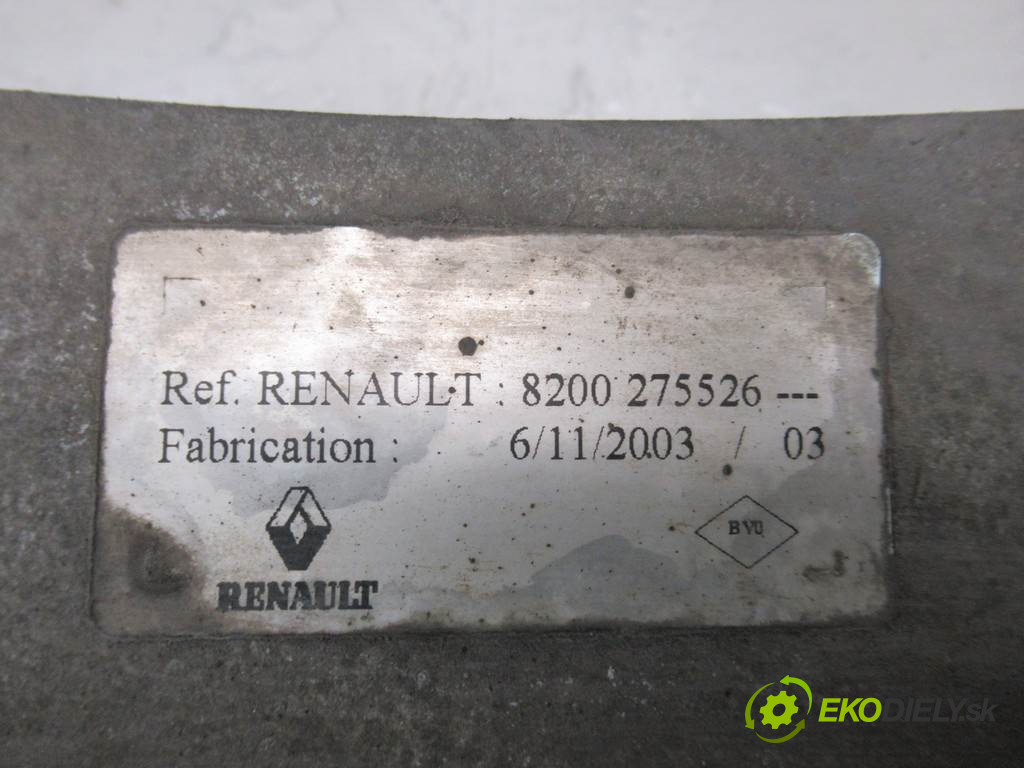 Ref. RENAULT : 8200 275526 ---
Fabrication : 6/11/2003 / 03
BVU
RENAULT
EKODIELY.sk